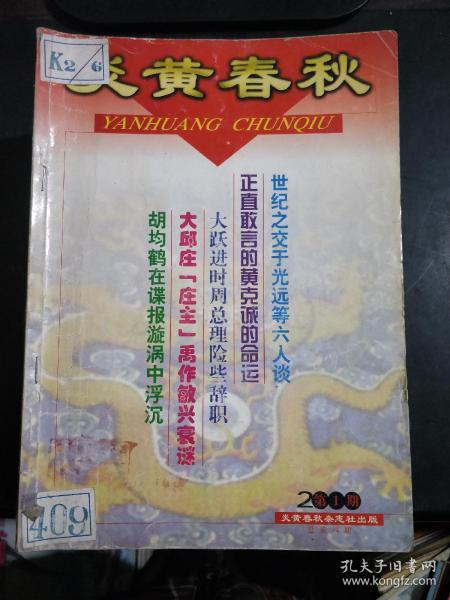 K2/6
炎黄春秋
YANHUANG CHUNQIU
世纪之交于光远等六人谈
正直敢言的黄克诚的命运
大跃进时周总理险些辞职
大邱庄「庄主」禹作敏兴衰谜
胡均鹤在谍报漩涡中浮沉
第1期
炎黄春秋杂志社出版
409
孔夫子旧书网
www.kongfz.com